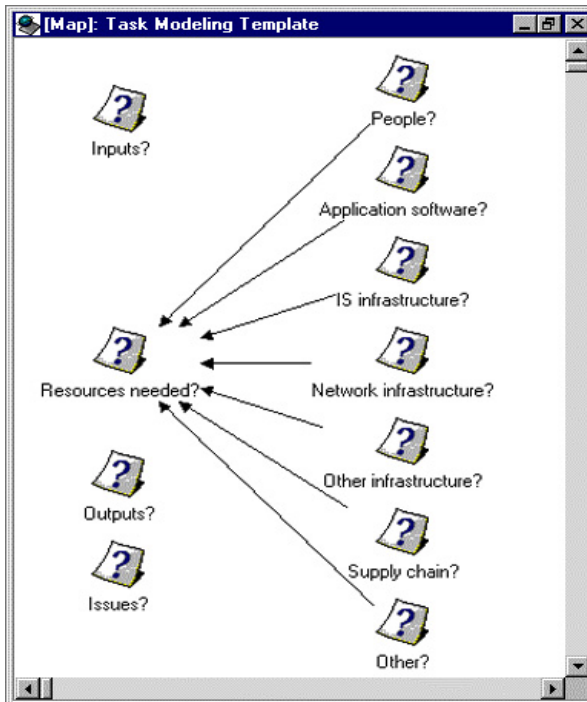 [Map]: Task Modeling Template
People?
Inputs?
Application software?
IS infrastructure?
Resources needed?
Network infrastructure?
Other infrastructure?
Outputs?
Supply chain?
Issues?
Other?